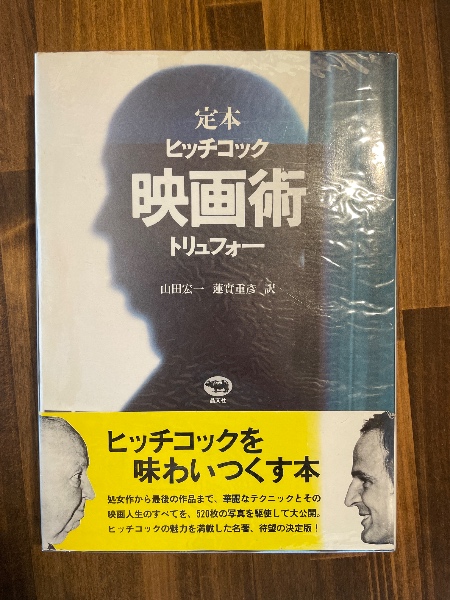 定本
ヒッチコック
映画術
トリュフォー
山田宏一 蓮實重彦 訳
晶文社
ヒッチコックを
味わいつくす本
処女作から最後の作品まで、華麗なテクニックとその
映画人生のすべてを、520枚の写真を駆使して大公開。
ヒッチコックの魅力を満載した名著、待望の決定版!